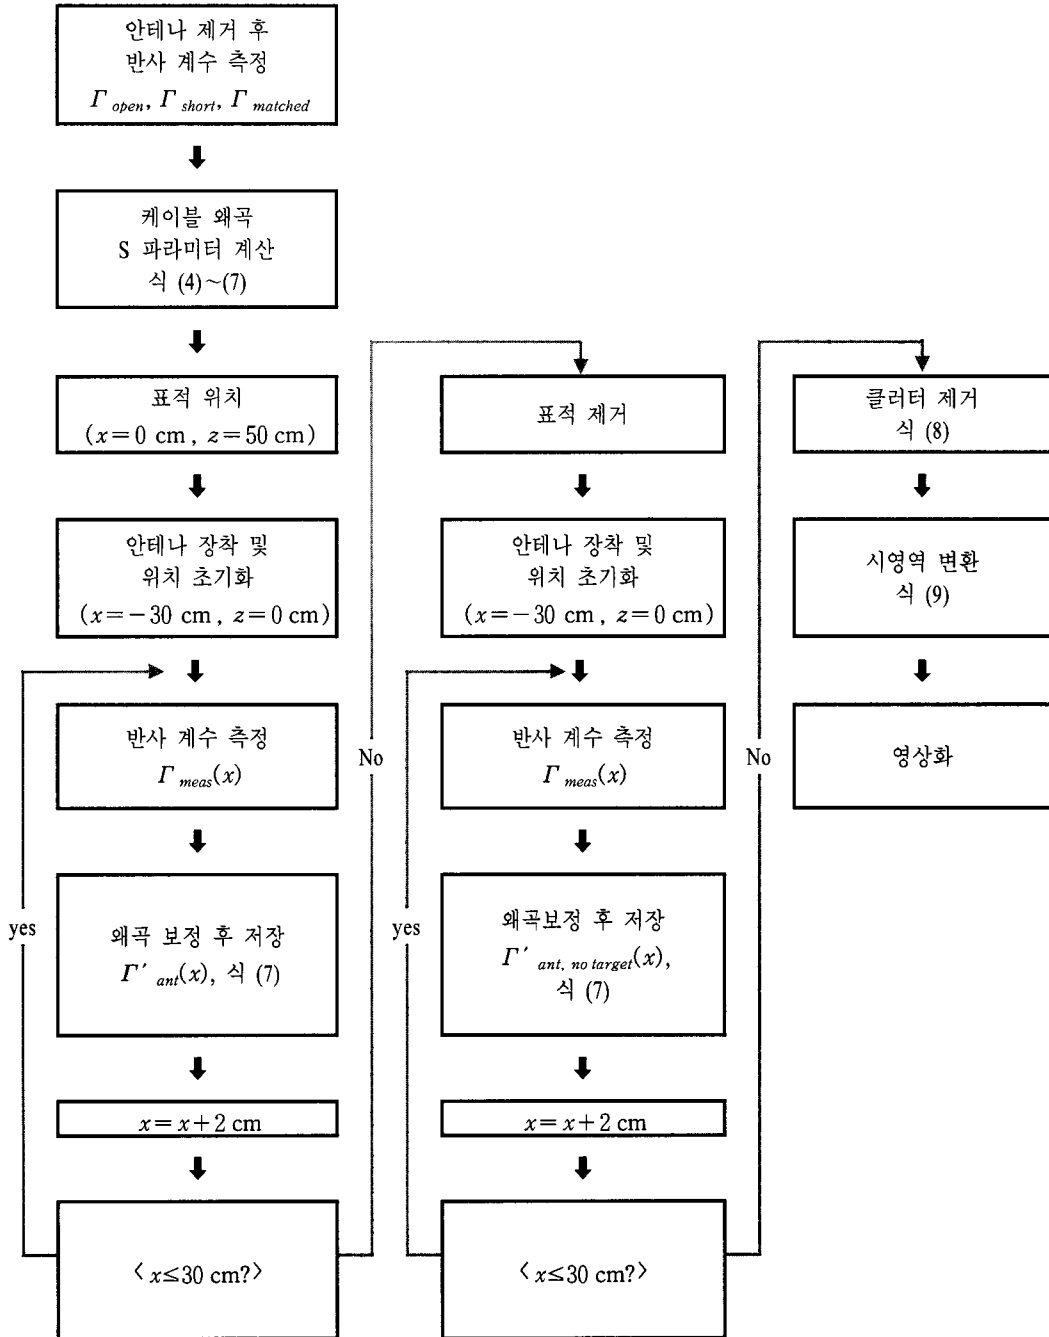 안테나 제거 후
반사 계수 측정
Γ open, Γ short, Γ matched
케이블 왜곡
S 파라미터 계산
식 (4)~(7)
표적 위치
(x=0 cm, z=50 cm)
안테나 장착 및
위치 초기화
(x=-30 cm, z=0 cm)
반사 계수 측정
Γ meas(x)
왜곡 보정 후 저장
Γ′ ant(x), 식 (7)
x=x+2 cm
〈x≤30 cm?〉
yes
No
표적 제거
안테나 장착 및
위치 초기화
(x=-30 cm, z=0 cm)
반사 계수 측정
Γ meas(x)
왜곡보정 후 저장
Γ′ ant, no target(x),
식 (7)
x=x+2 cm
〈x≤30 cm?〉
yes
No
클러터 제거
식 (8)
시영역 변환
식 (9)
영상화